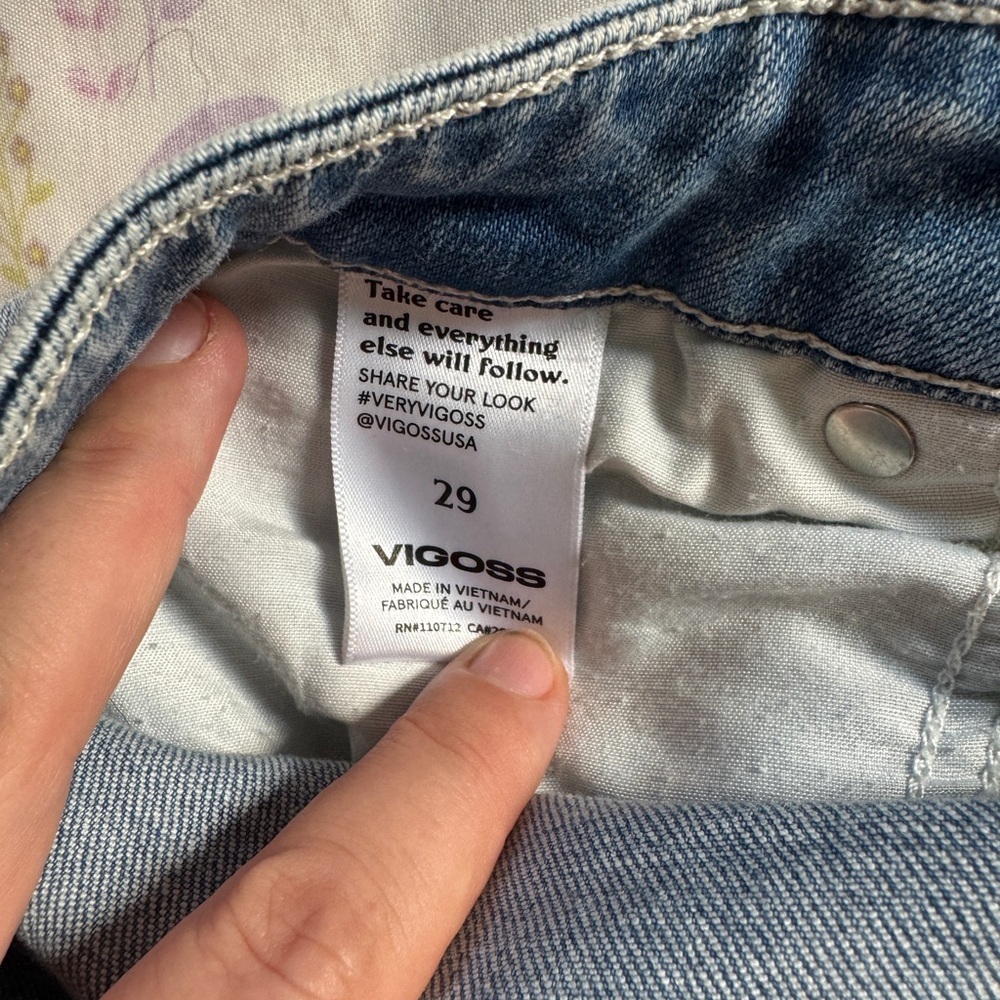 Take care
and everything
else will follow.
SHARE YOUR LOOK
#VERYVIGOSS
@VIGOSSUSA
29
VIGOSS
MADE IN VIETNAM/
FABRIQUÉ AU VIETNAM
RN#110712